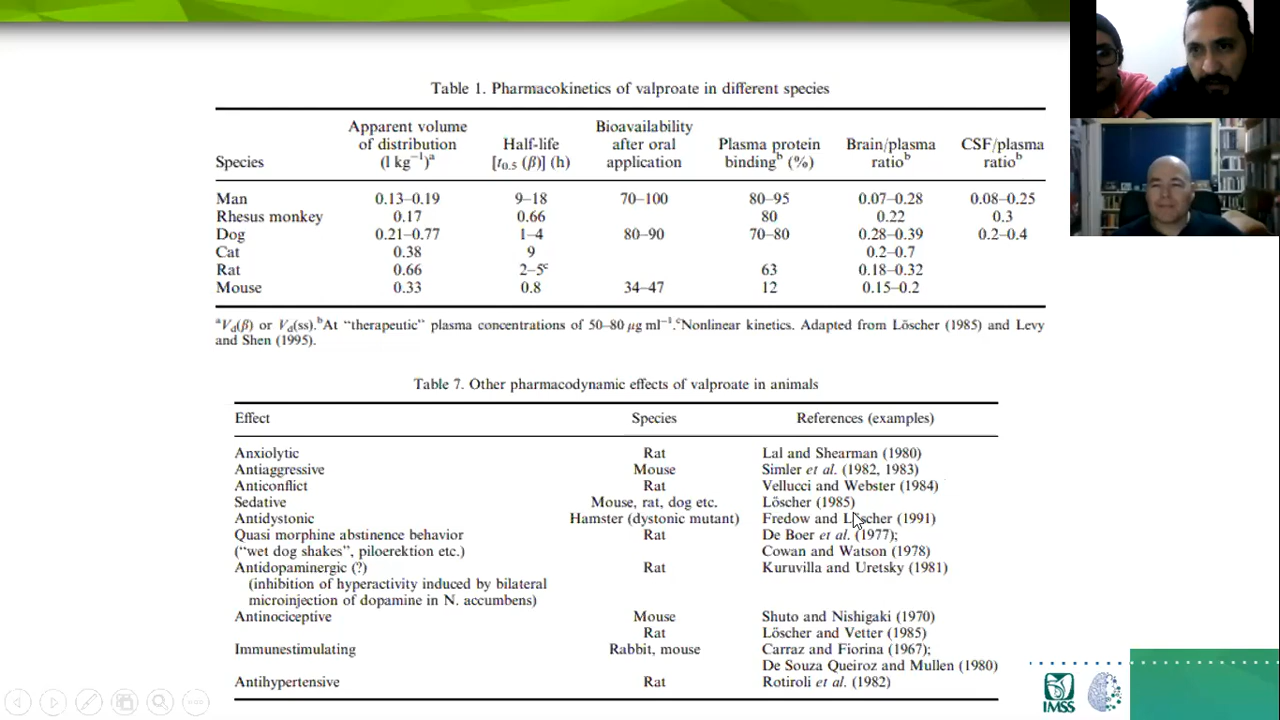 Table 1. Pharmacokinetics of valproate in different species
Apparent volume of distribution (l kg⁻¹)ᵃ
Half-life [t₀.₅ (β)] (h)
Bioavailability after oral application
Plasma protein bindingᵇ (%)
Brain/plasma ratioᵇ
CSF/plasma ratioᵇ
Species
Man 0.13–0.19 9–18 70–100 80–95 0.07–0.28 0.08–0.25
Rhesus monkey 0.17 0.66 80 0.22 0.3
Dog 0.21–0.77 1–4 80–90 70–80 0.28–0.39 0.2–0.4
Cat 0.38 9 0.2–0.7
Rat 0.66 2–5ᶜ 63 0.18–0.32
Mouse 0.33 0.8 34–47 12 0.15–0.2
ᵃV_d(β) or V_d(ss).ᵇAt “therapeutic” plasma concentrations of 50–80 μg ml⁻¹.ᶜNonlinear kinetics. Adapted from Löscher (1985) and Levy
and Shen (1995).
Table 7. Other pharmacodynamic effects of valproate in animals
Effect Species References (examples)
Anxiolytic Rat Lal and Shearman (1980)
Antiaggressive Mouse Simler et al. (1982, 1983)
Anticonflict Rat Vellucci and Webster (1984)
Sedative Mouse, rat, dog etc. Löscher (1985)
Antidystonic Hamster (dystonic mutant) Fredow and Löscher (1991)
Quasi morphine abstinence behavior Rat De Boer et al. (1977);
(“wet dog shakes”, piloerektion etc.) Cowan and Watson (1978)
Antidopaminergic (?) Rat Kuruvilla and Uretsky (1981)
(inhibition of hyperactivity induced by bilateral
microinjection of dopamine in N. accumbens)
Antinociceptive Mouse Shuto and Nishigaki (1970)
Rat Löscher and Vetter (1985)
Immunestimulating Rabbit, mouse Carraz and Fiorina (1967);
De Souza Queiroz and Mullen (1980)
Antihypertensive Rat Rotiroli et al. (1982)
IMSS